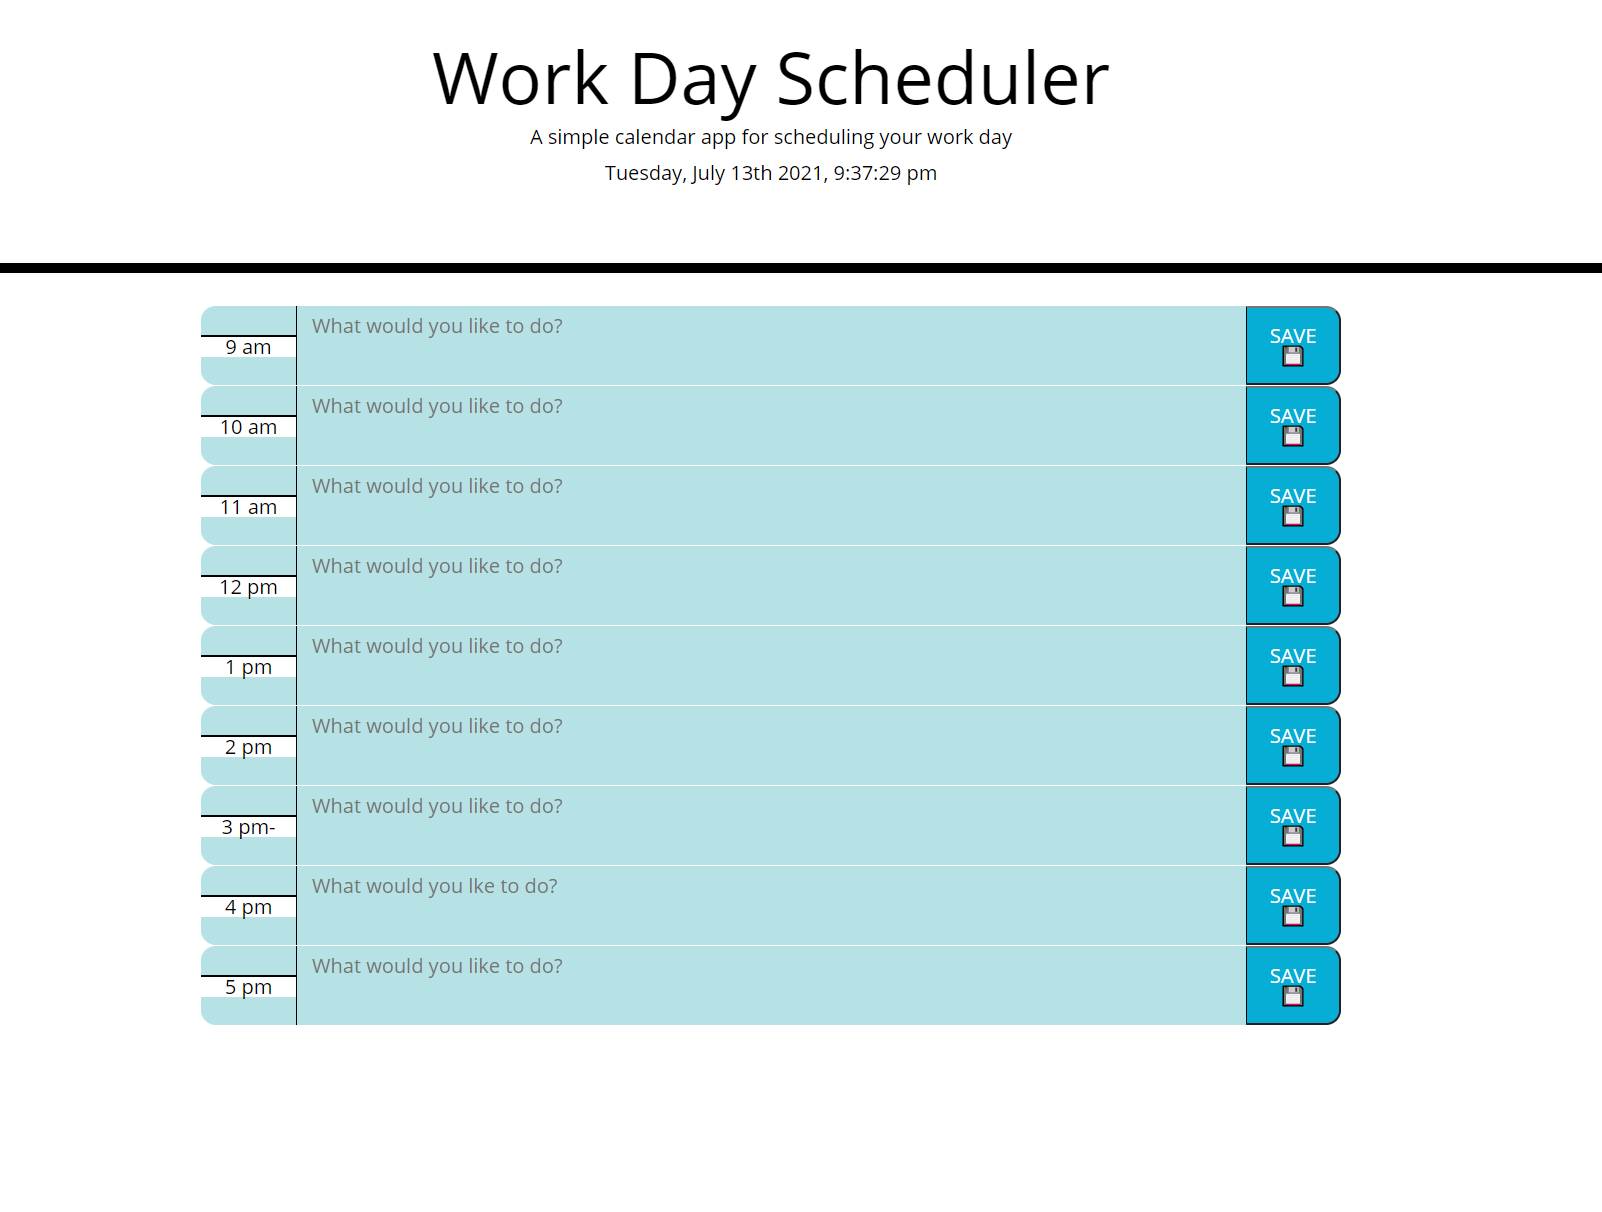 Work Day Scheduler
A simple calendar app for scheduling your work day
Tuesday, July 13th 2021, 9:37:29 pm
What would you like to do?
SAVE
9 am
What would you like to do?
SAVE
10 am
What would you like to do?
SAVE
11 am
What would you like to do?
SAVE
12 pm
What would you like to do?
SAVE
1 pm
What would you like to do?
SAVE
2 pm
What would you like to do?
SAVE
3 pm-
What would you lke to do?
SAVE
4 pm
What would you like to do?
SAVE
5 pm